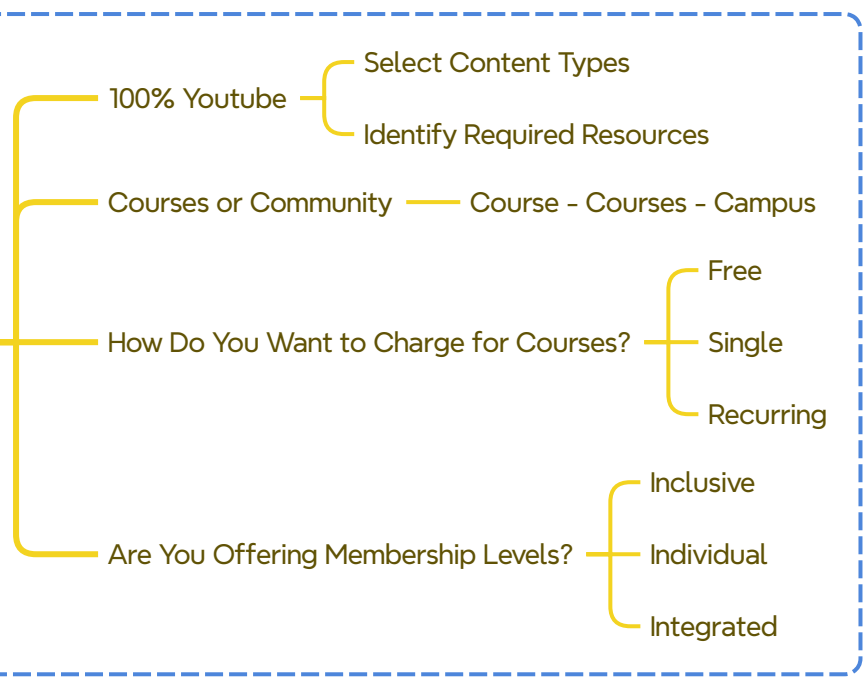 100% Youtube
Select Content Types
Identify Required Resources
Courses or Community
Course - Courses - Campus
How Do You Want to Charge for Courses?
Free
Single
Recurring
Are You Offering Membership Levels?
Inclusive
Individual
Integrated